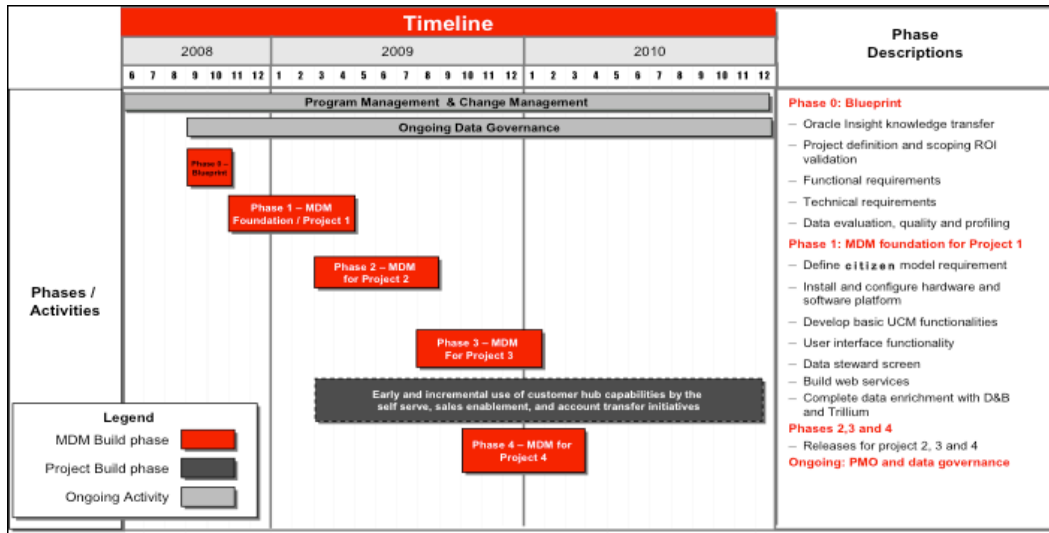 Timeline
Phase
Descriptions
2008 2009 2010
6 7 8 9 10 11 12 1 2 3 4 5 6 7 8 9 10 11 12 1 2 3 4 5 6 7 8 9 10 11 12
Phases /
Activities
Program Management & Change Management
Ongoing Data Governance
Phase 0 –
Blueprint
Phase 1 – MDM
Foundation / Project 1
Phase 2 – MDM
for Project 2
Phase 3 – MDM
For Project 3
Early and incremental use of customer hub capabilities by the
self serve, sales enablement, and account transfer initiatives
Phase 4 – MDM for
Project 4
Legend
MDM Build phase
Project Build phase
Ongoing Activity
Phase 0: Blueprint
– Oracle Insight knowledge transfer
– Project definition and scoping ROI
validation
– Functional requirements
– Technical requirements
– Data evaluation, quality and profiling
Phase 1: MDM foundation for Project 1
– Define citizen model requirement
– Install and configure hardware and
software platform
– Develop basic UCM functionalities
– User interface functionality
– Data steward screen
– Build web services
– Complete data enrichment with D&B
and Trillium
Phases 2,3 and 4
– Releases for project 2, 3 and 4
Ongoing: PMO and data governance